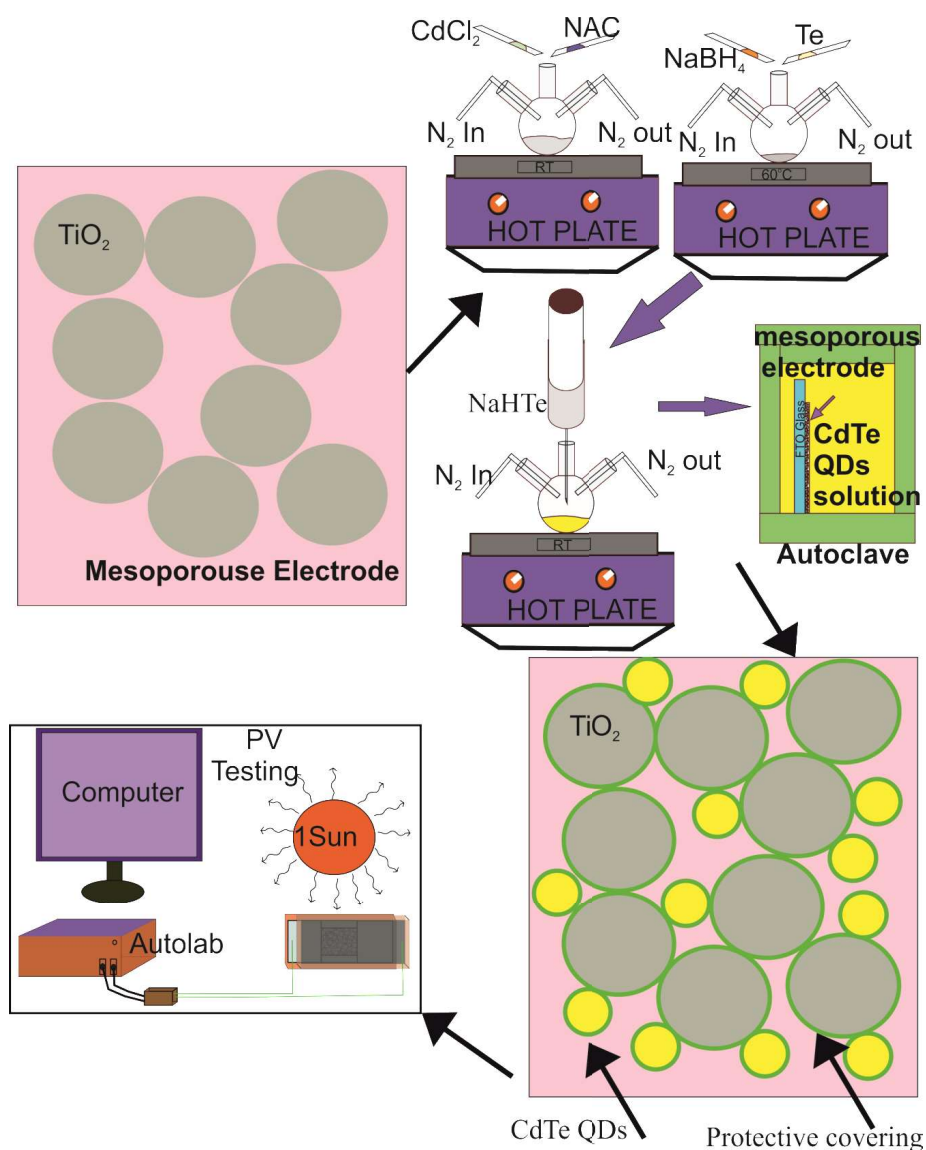 CdCl₂
NAC
N₂ In
N₂ out
RT
HOT PLATE
NaBH₄
Te
N₂ In
N₂ out
60°C
HOT PLATE
TiO₂
Mesoporouse Electrode
NaHTe
N₂ In
N₂ out
RT
HOT PLATE
mesoporous
electrode
FTO Glass
CdTe
QDs
solution
Autoclave
TiO₂
CdTe QDs
Protective covering
PV
Testing
Computer
1Sun
Autolab